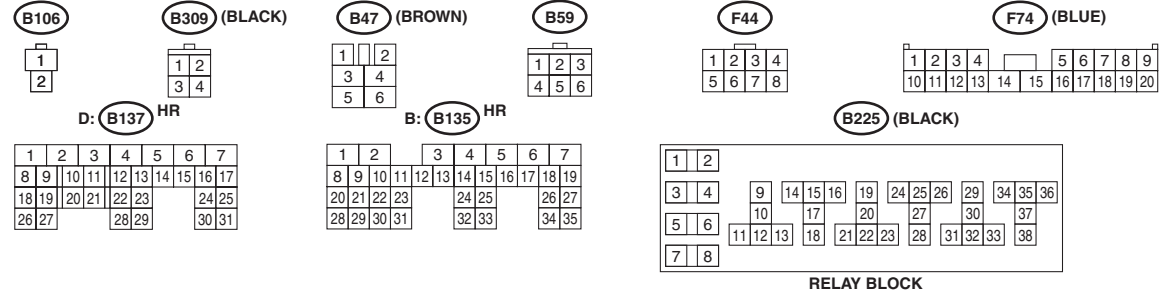 B106 B309 (BLACK) B47 (BROWN) B59 F44 F74 (BLUE)
1 1 2 1 2 1 2 3 1 2 3 4 1 2 3 4 5 6 7 8 9
2 3 4 3 4 4 5 6 5 6 7 8 10 11 12 13 14 15 16 17 18 19 20
5 6
D: B137 HR B: B135 HR B225 (BLACK)
1 2 3 4 5 6 7
8 9 10 11 12 13 14 15 16 17
18 19 20 21 22 23 24 25
26 27 28 29 30 31
1 2 3 4 5 6 7
8 9 10 11 12 13 14 15 16 17 18 19
20 21 22 23 24 25 26 27
28 29 30 31 32 33 34 35
1 2
3 4 9 14 15 16 19 24 25 26 29 34 35 36
10 17 20 27 30 37
5 6 11 12 13 18 21 22 23 28 31 32 33 38
7 8
RELAY BLOCK